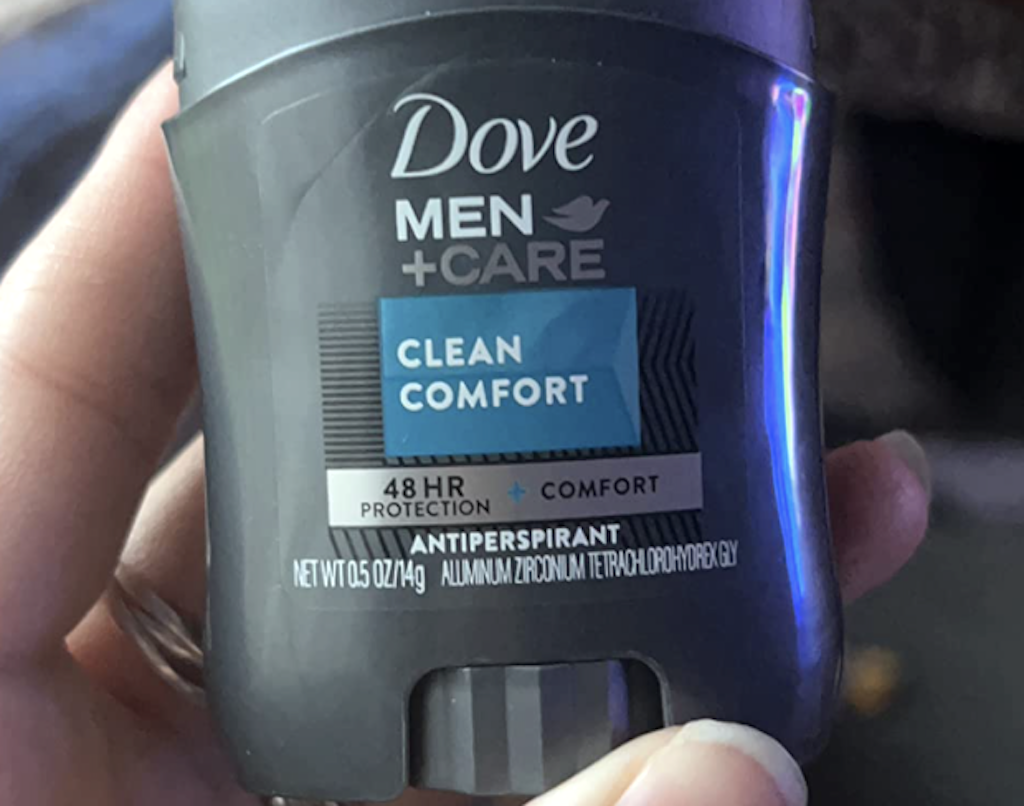 Dove
MEN
+CARE
CLEAN
COMFORT
48 HR
PROTECTION + COMFORT
ANTIPERSPIRANT
NET WT 0.5 OZ/14g ALUMINUM ZIRCONIUM TETRACHLOROHYDREX GLY